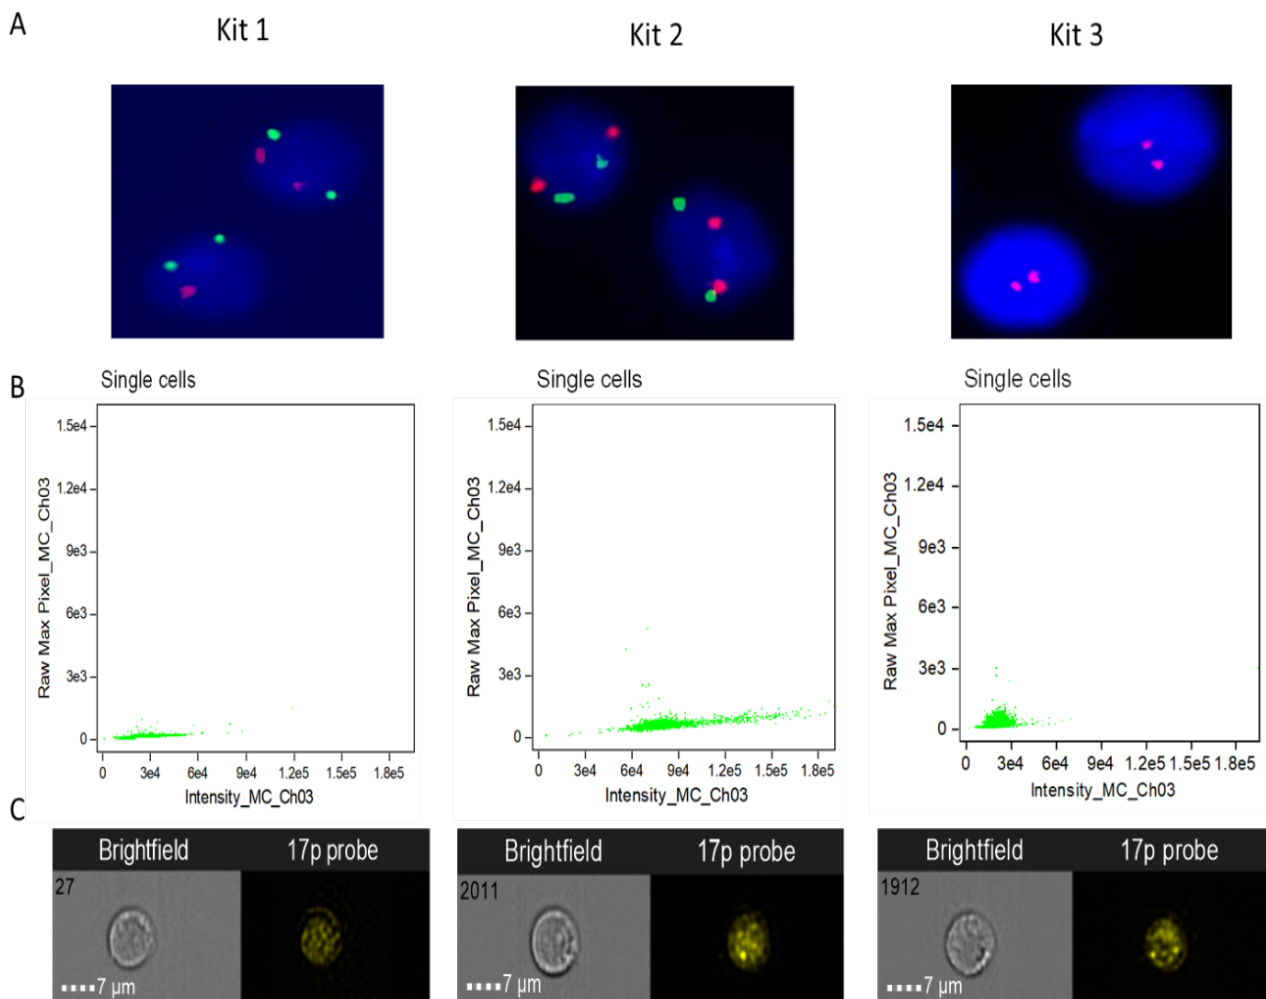 A
Kit 1
Kit 2
Kit 3
B
Single cells
Single cells
Single cells
Raw Max Pixel_MC_Ch03
1.5e4
1.2e4
9e3
6e3
3e3
0
0 3e4 6e4 9e4 1.2e5 1.5e5 1.8e5
Intensity_MC_Ch03
Raw Max Pixel_MC_Ch03
1.5e4
1.2e4
9e3
6e3
3e3
0
0 3e4 6e4 9e4 1.2e5 1.5e5 1.8e5
Intensity_MC_Ch03
Raw Max Pixel_MC_Ch03
1.5e4
1.2e4
9e3
6e3
3e3
0
0 3e4 6e4 9e4 1.2e5 1.5e5 1.8e5
Intensity_MC_Ch03
C
Brightfield 17p probe
27
7 µm
Brightfield 17p probe
2011
7 µm
Brightfield 17p probe
1912
7 µm